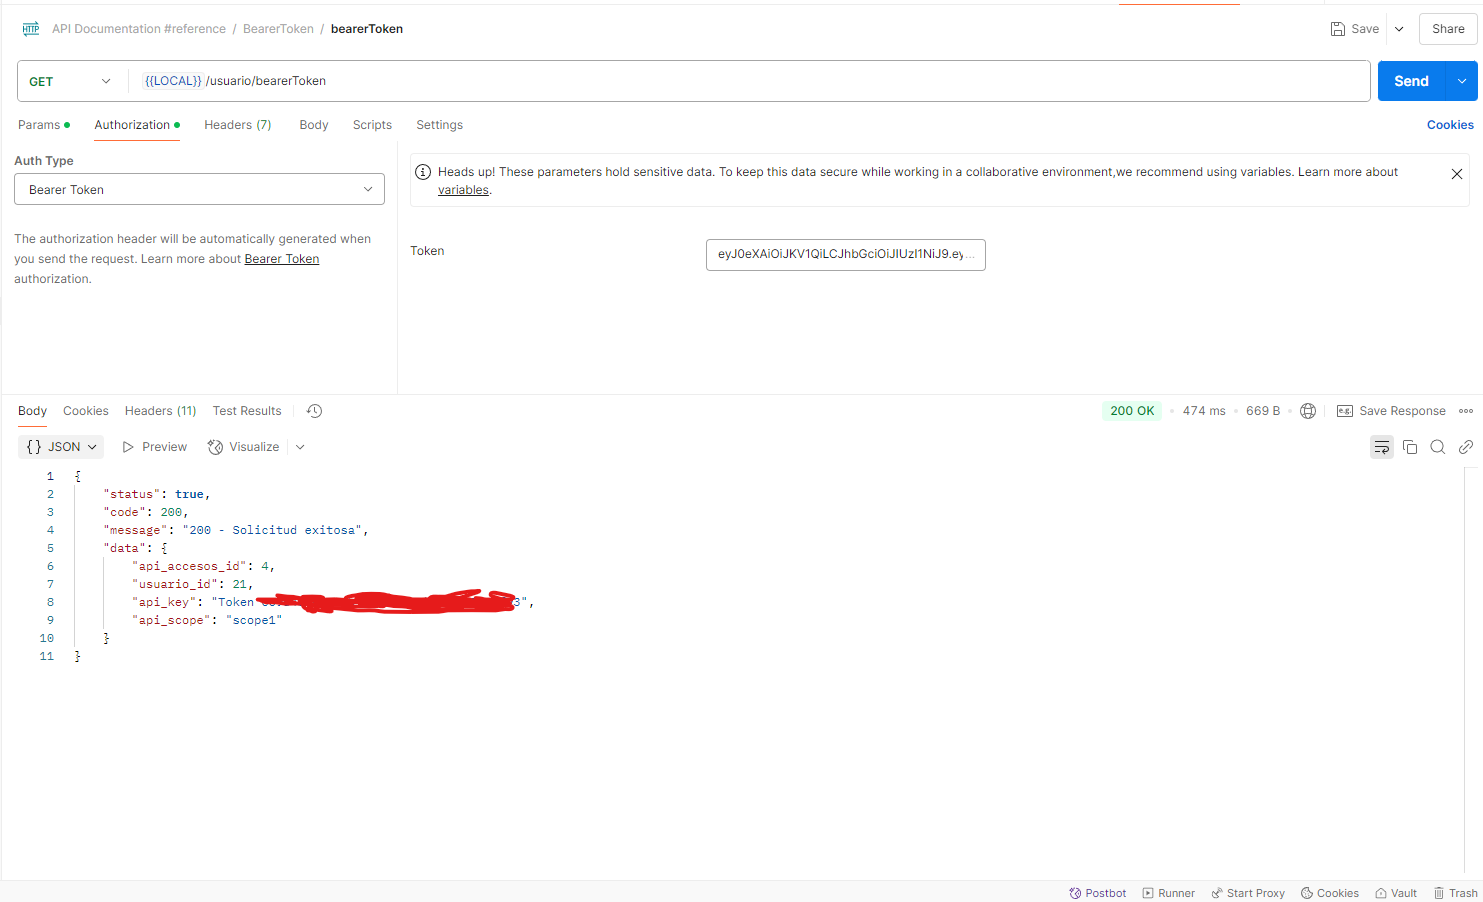 HTTP API Documentation #reference / BearerToken / bearerToken Save Share
GET {{LOCAL}} /usuario/bearerToken Send
Params Authorization Headers (7) Body Scripts Settings Cookies
Auth Type
Bearer Token
The authorization header will be automatically generated when
you send the request. Learn more about Bearer Token
authorization.
Heads up! These parameters hold sensitive data. To keep this data secure while working in a collaborative environment,we recommend using variables. Learn more about
variables.
Token eyJ0eXAiOiJKV1QiLCJhbGciOiJIUzI1NiJ9.ey...
Body Cookies Headers (11) Test Results 200 OK 474 ms 669 B e.g. Save Response
{} JSON Preview Visualize
1 {
2 "status": true,
3 "code": 200,
4 "message": "200 - Solicitud exitosa",
5 "data": {
6 "api_accesos_id": 4,
7 "usuario_id": 21,
8 "api_key": "Token 3",
9 "api_scope": "scope1"
10 }
11 }
Postbot Runner Start Proxy Cookies Vault Trash